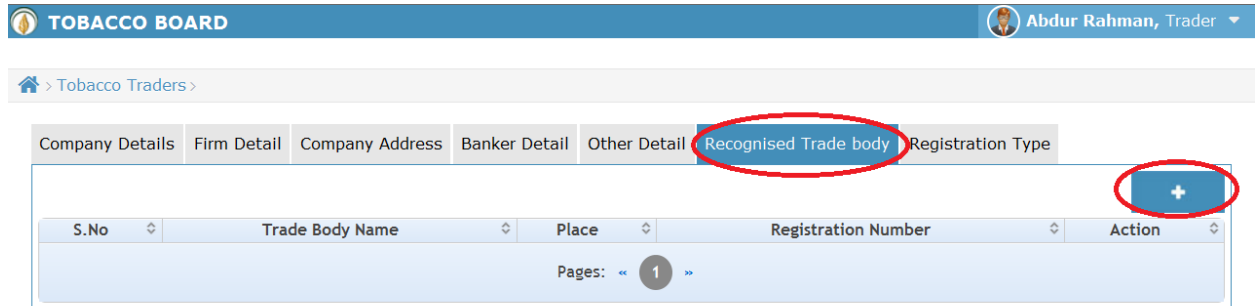 TOBACCO BOARD
Abdur Rahman, Trader
> Tobacco Traders >
Company Details Firm Detail Company Address Banker Detail Other Detail Recognised Trade body Registration Type
+
S.No Trade Body Name Place Registration Number Action
Pages: « 1 »